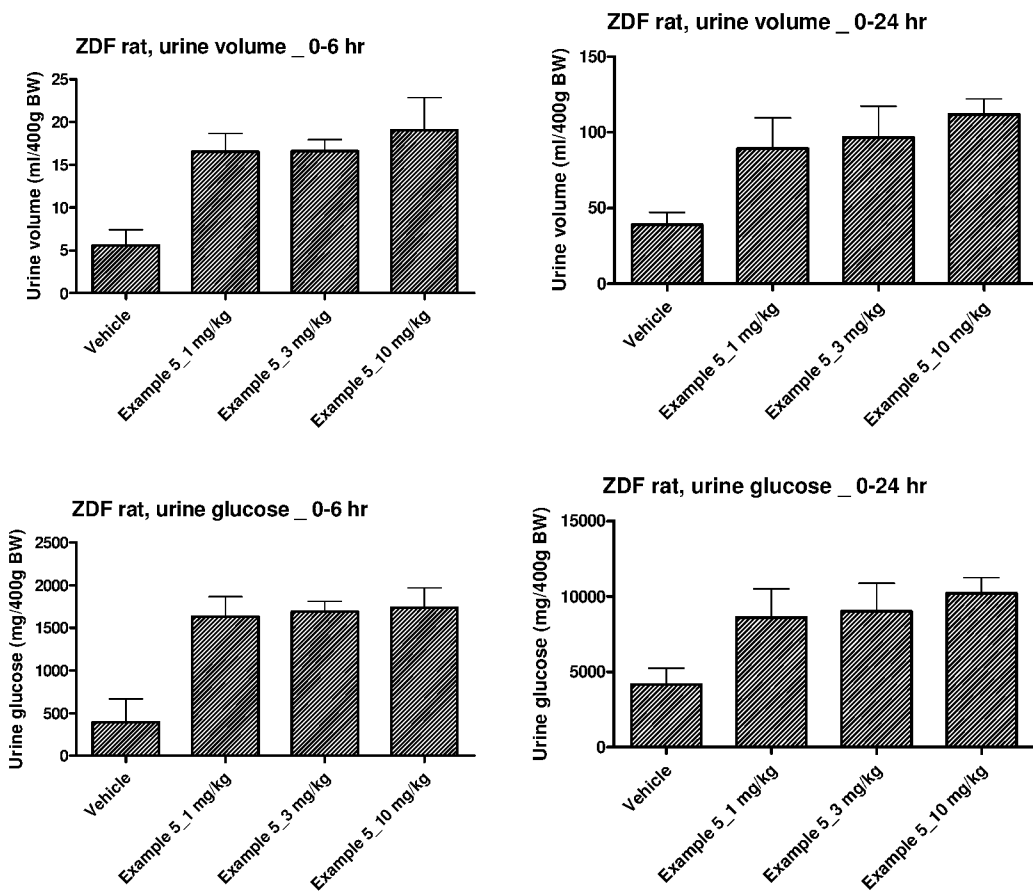 ZDF rat, urine volume _ 0-6 hr
Urine volume (ml/400g BW)
25
20
15
10
5
0
Vehicle
Example 5_1 mg/kg
Example 5_3 mg/kg
Example 5_10 mg/kg
ZDF rat, urine volume _ 0-24 hr
Urine volume (ml/400g BW)
150
100
50
0
Vehicle
Example 5_1 mg/kg
Example 5_3 mg/kg
Example 5_10 mg/kg
ZDF rat, urine glucose _ 0-6 hr
Urine glucose (mg/400g BW)
2500
2000
1500
1000
500
0
Vehicle
Example 5_1 mg/kg
Example 5_3 mg/kg
Example 5_10 mg/kg
ZDF rat, urine glucose _ 0-24 hr
Urine glucose (mg/400g BW)
15000
10000
5000
0
Vehicle
Example 5_1 mg/kg
Example 5_3 mg/kg
Example 5_10 mg/kg